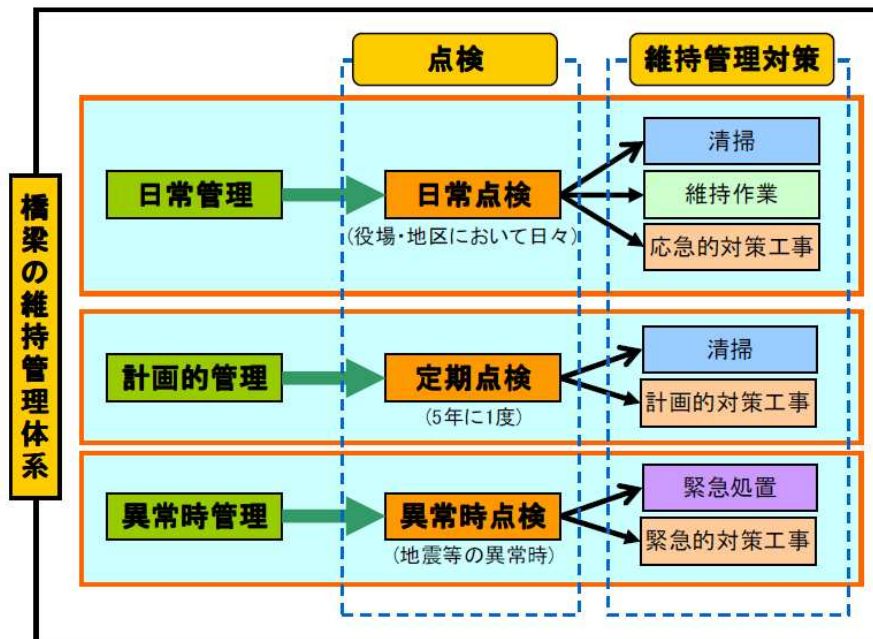 橋梁の維持管理体系
点検
維持管理対策
日常管理
日常点検
(役場・地区において日々)
清掃
維持作業
応急的対策工事
計画的管理
定期点検
(5年に1度)
清掃
計画的対策工事
異常時管理
異常時点検
(地震等の異常時)
緊急処置
緊急的対策工事